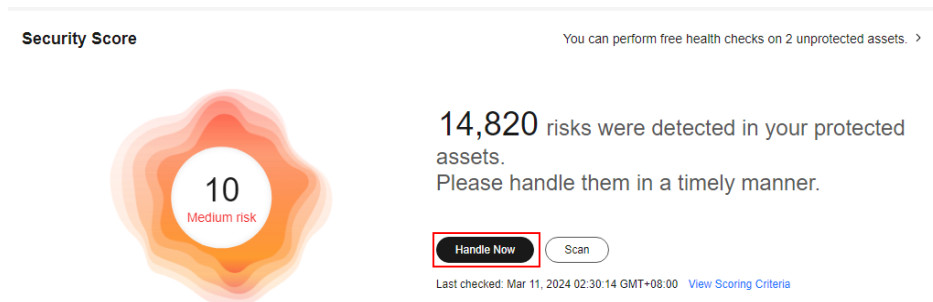 Security Score
You can perform free health checks on 2 unprotected assets. >
14,820 risks were detected in your protected
assets.
Please handle them in a timely manner.
10
Medium risk
Handle Now
Scan
Last checked: Mar 11, 2024 02:30:14 GMT+08:00 View Scoring Criteria